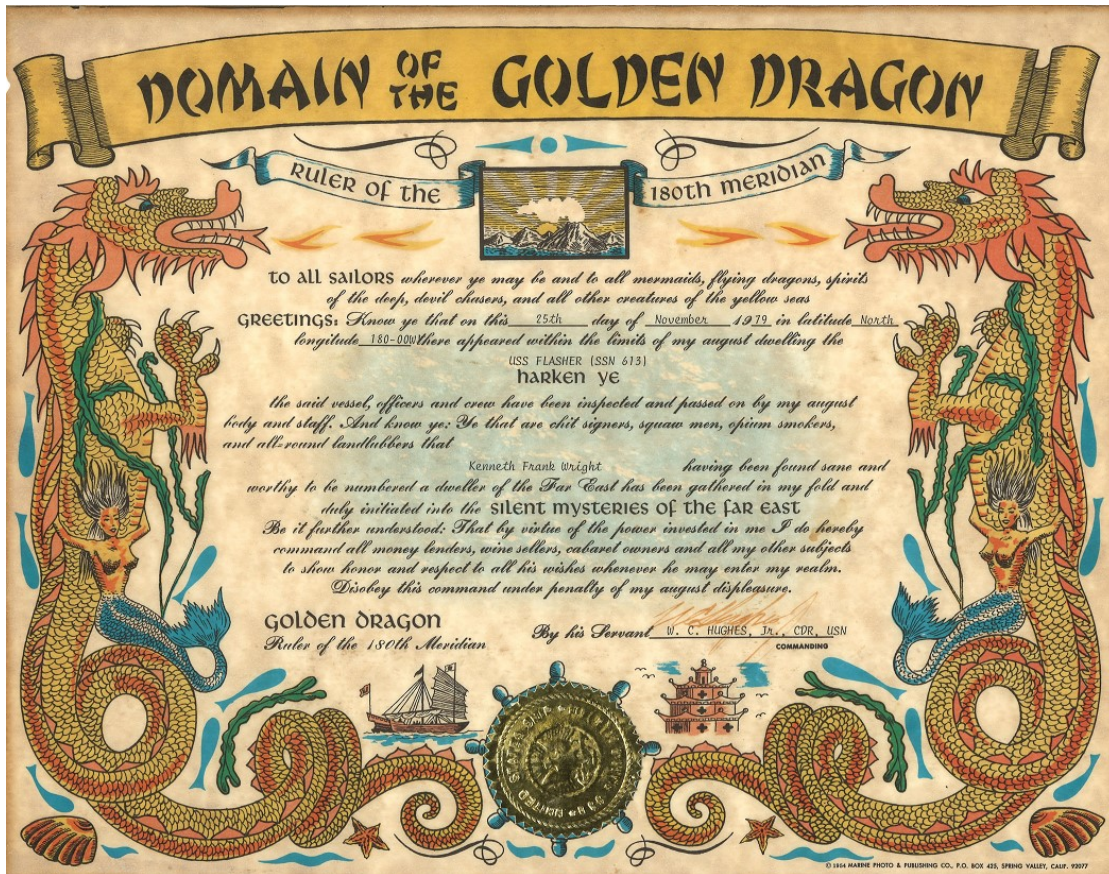 DOMAIN OF THE GOLDEN DRAGON
RULER OF THE 180TH MERIDIAN
TO ALL SAILORS wherever ye may be and to all mermaids, flying dragons, spirits
of the deep, devil chasers, and all other creatures of the yellow seas
GREETINGS: Know ye that on this 25th day of November 1979 in latitude North
longitude 180-00W there appeared within the limits of my august dwelling the
USS FLASHER (SSN 613)
HARKEN YE
the said vessel, officers and crew have been inspected and passed on by my august
body and staff. And know ye: Ye that are chit signers, squaw men, opium smokers,
and all-round landlubbers that
Kenneth Frank Wright having been found sane and
worthy to be numbered a dweller of the Far East has been gathered in my fold and
duly initiated into the SILENT MYSTERIES OF THE FAR EAST
Be it further understood: That by virtue of the power invested in me I do hereby
command all money lenders, wine sellers, cabaret owners and all my other subjects
to show honor and respect to all his wishes whenever he may enter my realm.
Disobey this command under penalty of my august displeasure.
GOLDEN DRAGON
Ruler of the 180th Meridian
By his Servant W. C. HUGHES, Jr., CDR, USN
COMMANDING
© 1954 MARINE PHOTO & PUBLISHING CO., P.O. BOX 425, SPRING VALLEY, CALIF. 92077